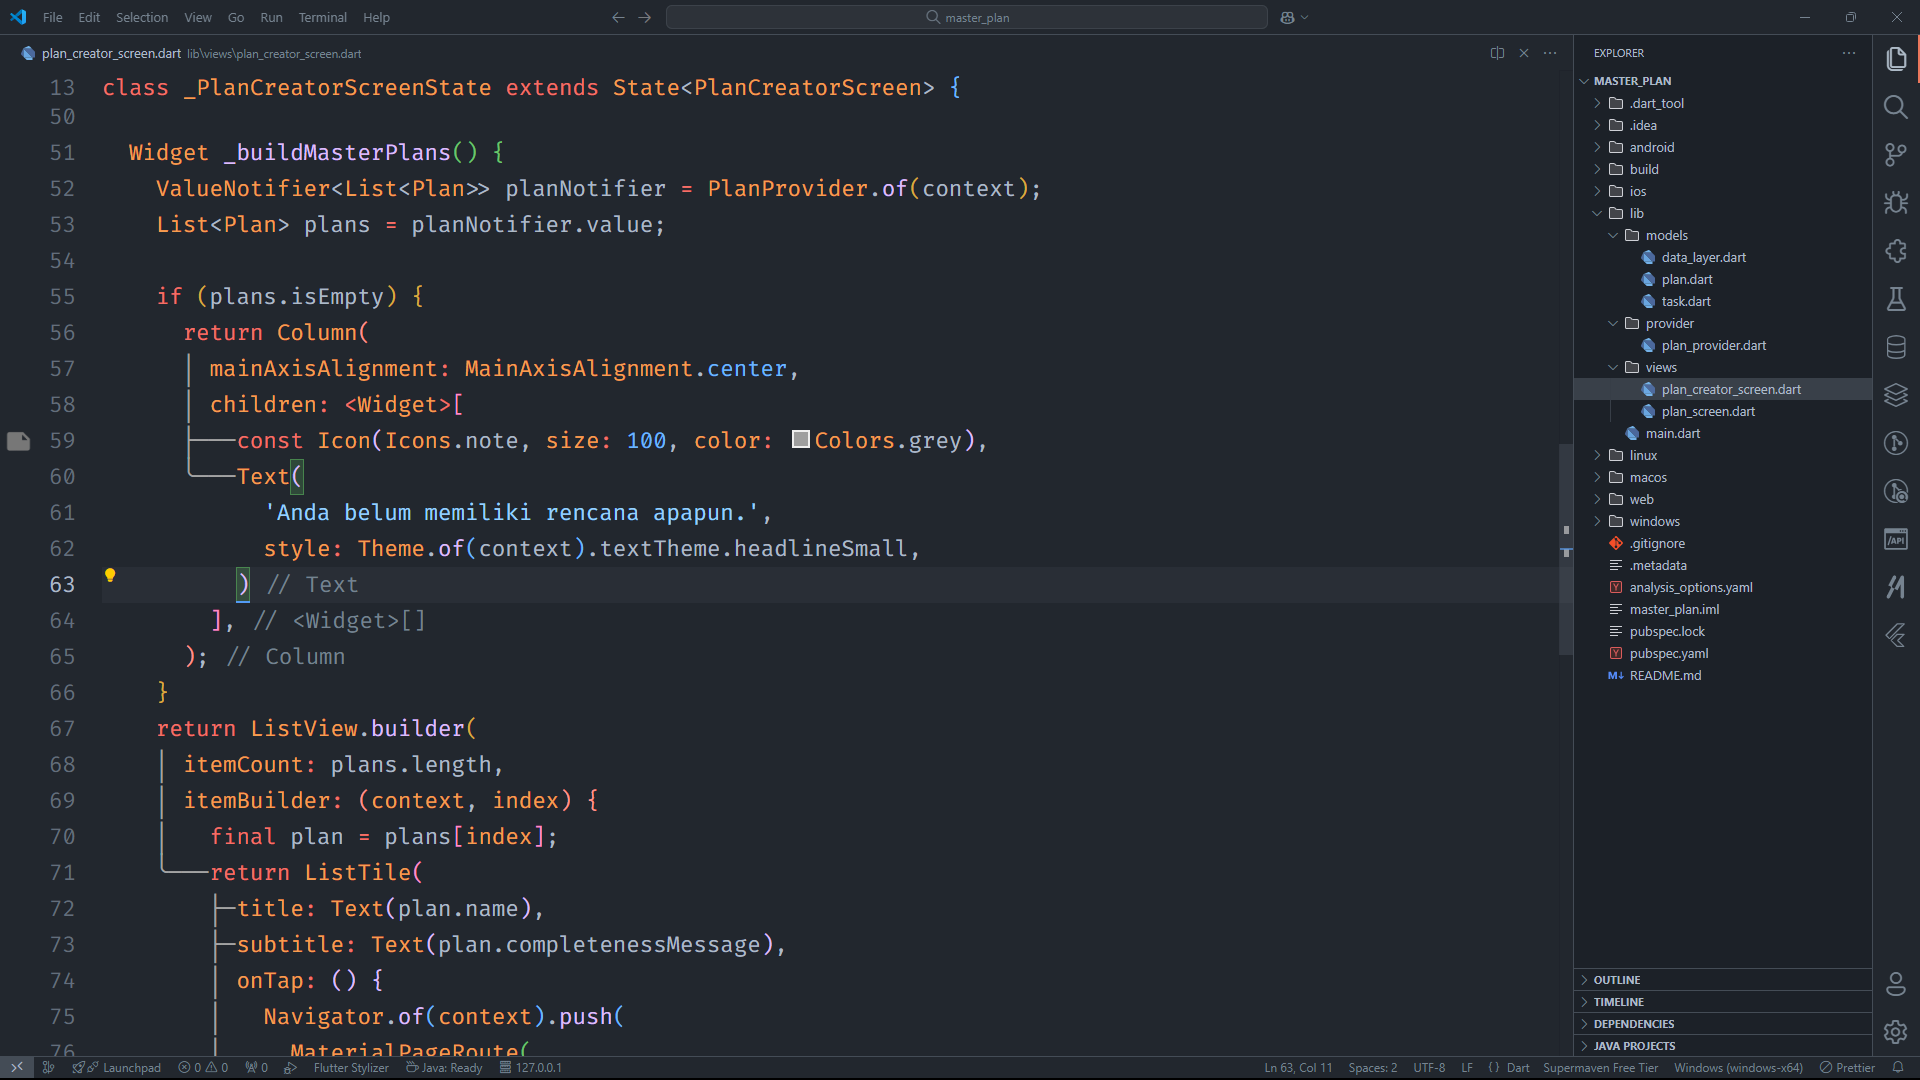 File Edit Selection View Go Run Terminal Help
master_plan
plan_creator_screen.dart lib\views\plan_creator_screen.dart
13 class _PlanCreatorScreenState extends State<PlanCreatorScreen> {
50
51 Widget _buildMasterPlans() {
52 ValueNotifier<List<Plan>> planNotifier = PlanProvider.of(context);
53 List<Plan> plans = planNotifier.value;
54
55 if (plans.isEmpty) {
56 return Column(
57 mainAxisAlignment: MainAxisAlignment.center,
58 children: <Widget>[
59 const Icon(Icons.note, size: 100, color: Colors.grey),
60 Text(
61 'Anda belum memiliki rencana apapun.',
62 style: Theme.of(context).textTheme.headlineSmall,
63 ) // Text
64 ], // <Widget>[]
65 ); // Column
66 }
67 return ListView.builder(
68 itemCount: plans.length,
69 itemBuilder: (context, index) {
70 final plan = plans[index];
71 return ListTile(
72 title: Text(plan.name),
73 subtitle: Text(plan.completenessMessage),
74 onTap: () {
75 Navigator.of(context).push(
76 MaterialPageRoute(
EXPLORER
MASTER_PLAN
.dart_tool
.idea
android
build
ios
lib
models
data_layer.dart
plan.dart
task.dart
provider
plan_provider.dart
views
plan_creator_screen.dart
plan_screen.dart
main.dart
linux
macos
web
windows
.gitignore
.metadata
analysis_options.yaml
master_plan.iml
pubspec.lock
pubspec.yaml
README.md
OUTLINE
TIMELINE
DEPENDENCIES
JAVA PROJECTS
Launchpad 0 0 0 Flutter Stylizer Java: Ready 127.0.0.1 Ln 63, Col 11 Spaces: 2 UTF-8 LF {} Dart Supermaven Free Tier Windows (windows-x64) Prettier